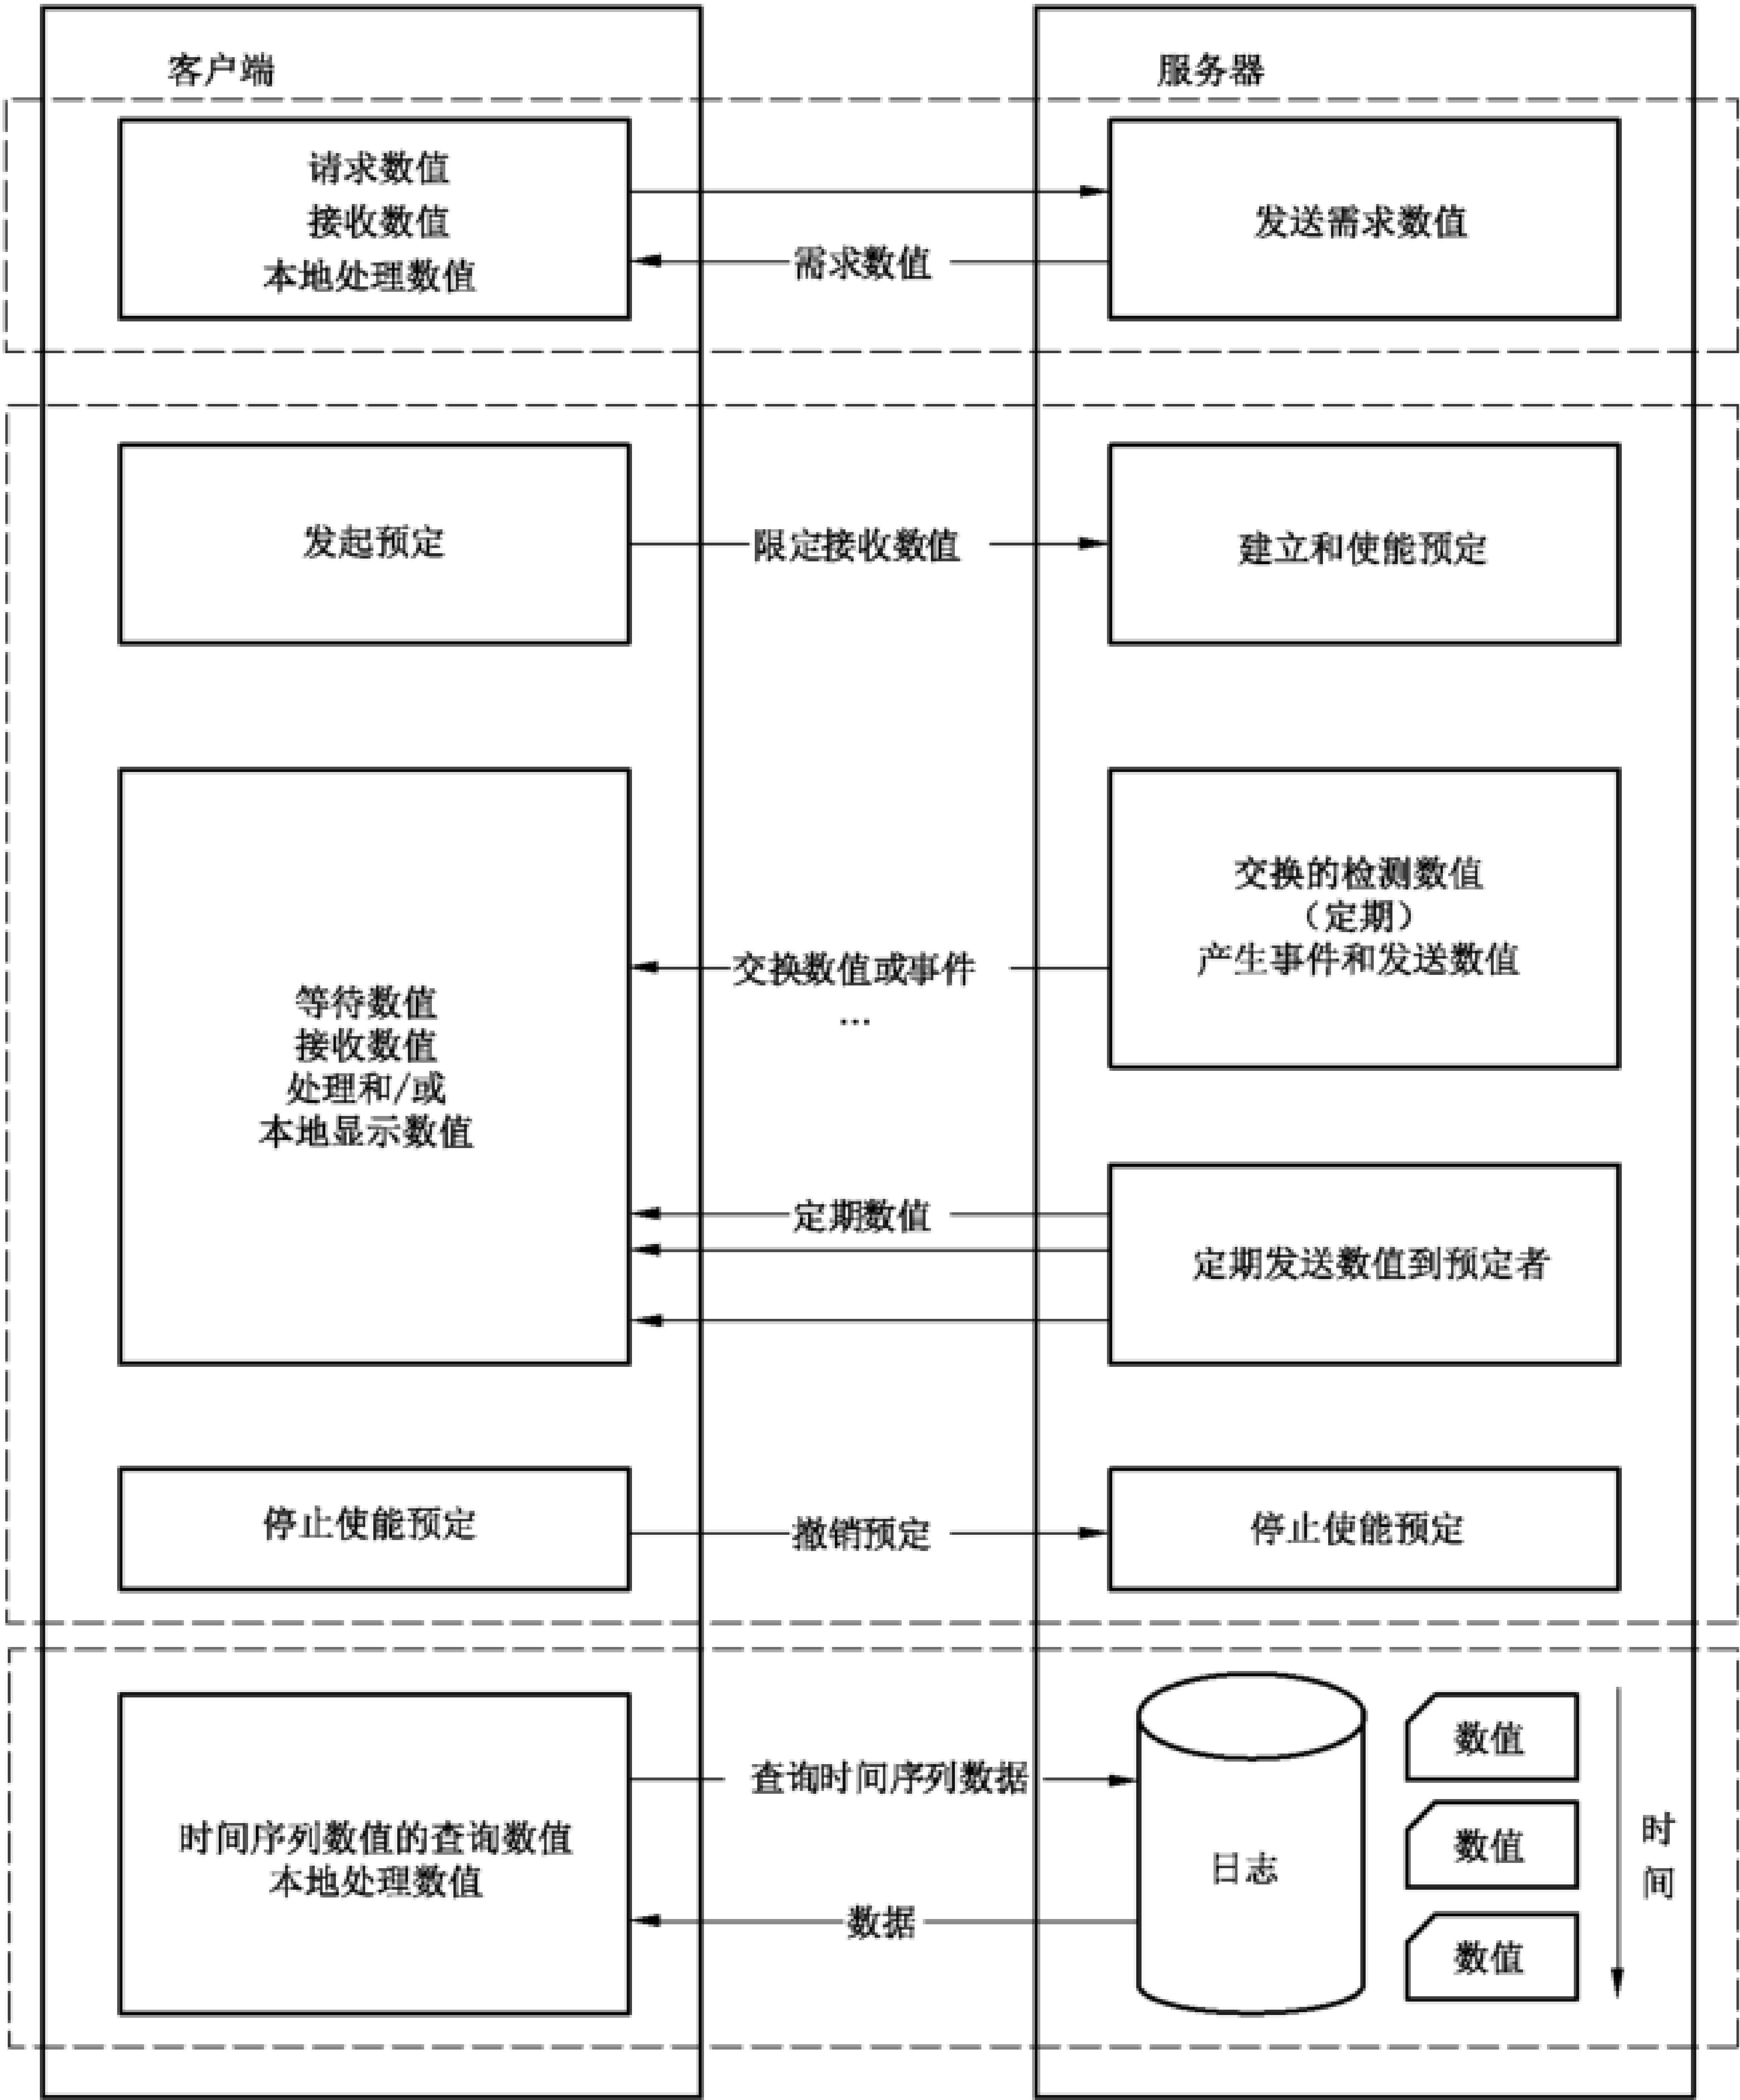 客户端
服务器
请求数值
接收数值
本地处理数值
需求数值
发送需求数值
发起预定
限定接收数值
建立和使能预定
等待数值
接收数值
处理和/或
本地显示数值
交换数值或事件
...
交换的检测数值
（定期）
产生事件和发送数值
定期数值
定期发送数值到预定者
停止使能预定
撤销预定
停止使能预定
时间序列数值的查询数值
本地处理数值
查询时间序列数据
数据
日志
数值
数值
数值
时
间